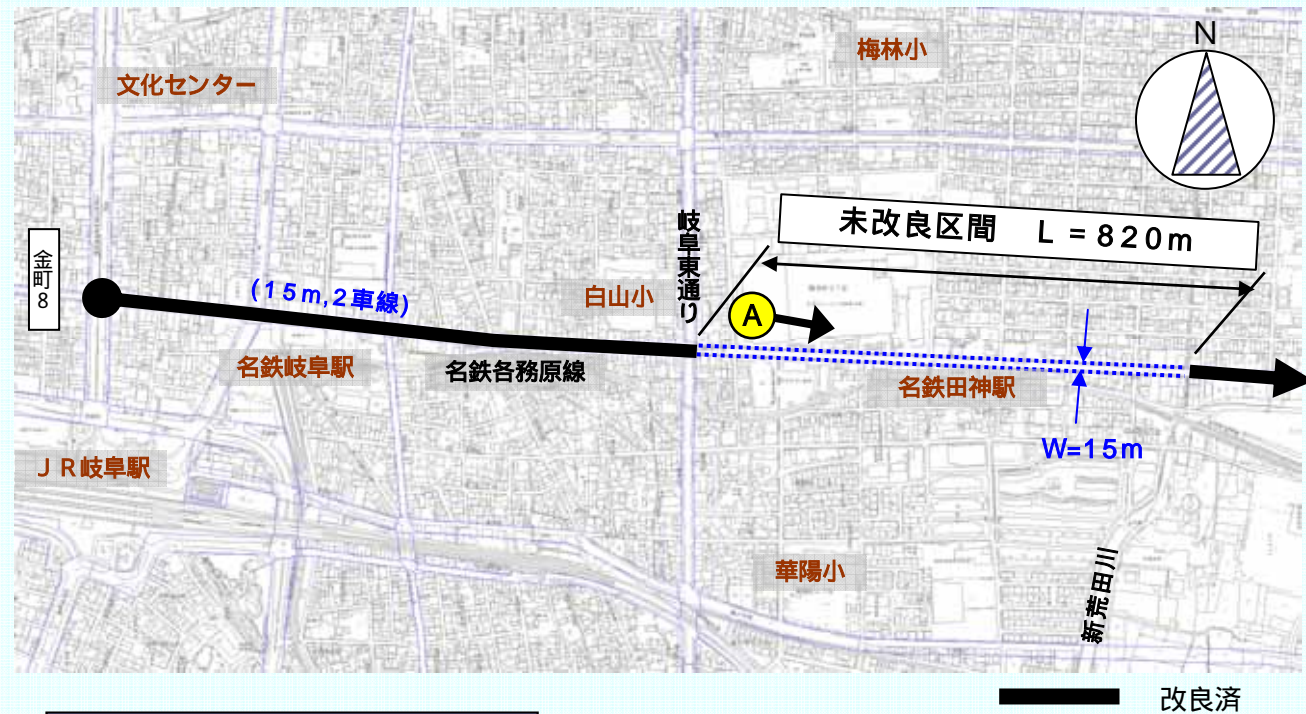 N
梅林小
文化センター
岐阜東通り
未改良区間 L=820m
金町8
(15m,2車線)
白山小
A
名鉄岐阜駅
名鉄各務原線
名鉄田神駅
W=15m
JR岐阜駅
華陽小
新荒田川
改良済